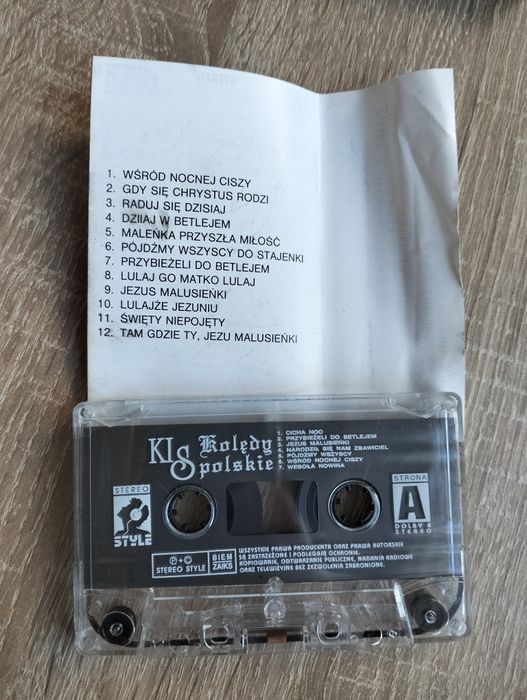 1. WŚRÓD NOCNEJ CISZY
2. GDY SIĘ CHRYSTUS RODZI
3. RADUJ SIĘ DZISIAJ
4. DZIIAJ W BETLEJEM
5. MALEŃKA PRZYSZŁA MIŁOŚĆ
6. PÓJDŹMY WSZYSCY DO STAJENKI
7. PRZYBIEŻELI DO BETLEJEM
8. LULAJ GO MATKO LULAJ
9. JEZUS MALUSIEŃKI
10. LULAJŻE JEZUNIU
11. ŚWIĘTY NIEPOJĘTY
12. TAM GDZIE TY, JEZU MALUSIEŃKI
KIS Kolędy
polskie
1. CICHA NOC
2. PRZYBIEŻELI DO BETLEJEM
3. JEZUS MALUSIEŃKI
4. NARODZIŁ SIĘ NAM ZBAWICIEL
5. PÓJDŹMY WSZYSCY
6. WŚRÓD NOCNEJ CISZY
7. WESOŁA NOWINA
STEREO
STYLE
STRONA
A
DOLBY B
STEREO
P + C
STEREO STYLE
BIEM
ZAIKS
WSZYSTKIE PRAWA PRODUCENTA ORAZ PRAWA AUTORSKIE
SĄ ZASTRZEŻONE I PODLEGAJĄ OCHRONIE.
KOPIOWANIE, ODTWARZANIE PUBLICZNE, NADANIA RADIOWE
ORAZ TELEWIZYJNE BEZ ZEZWOLENIA ZABRONIONE.